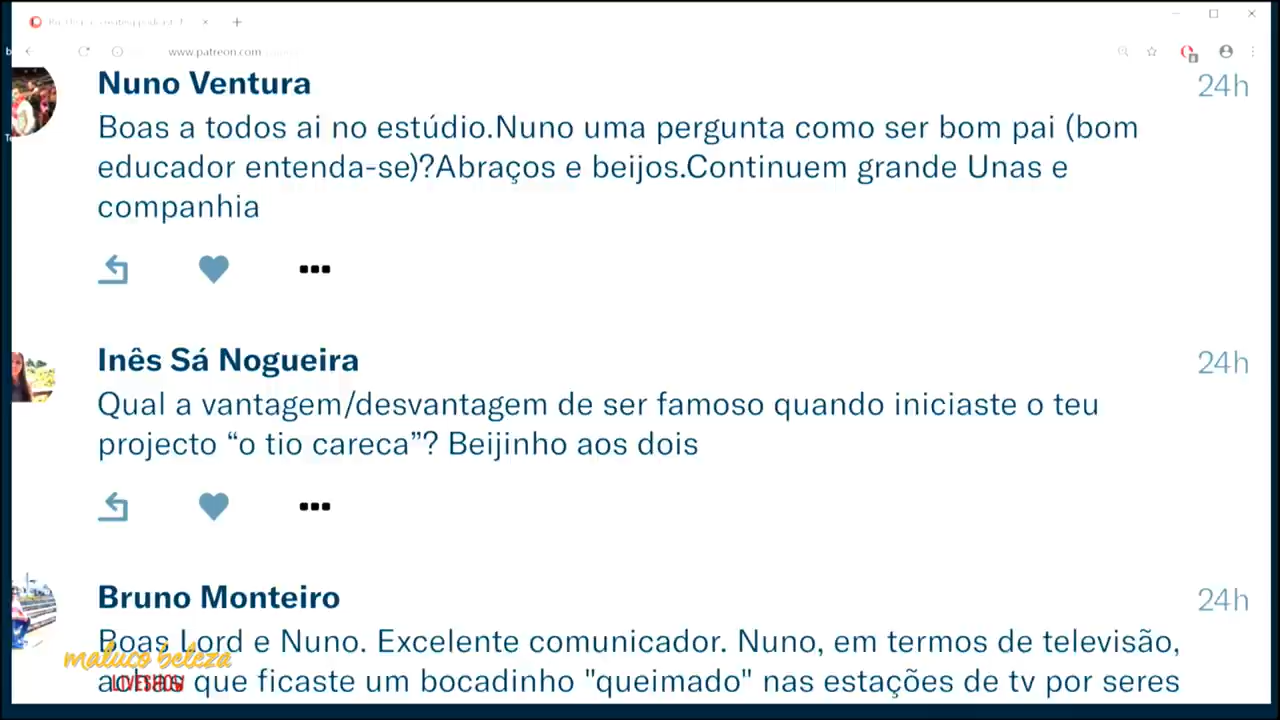 www.patreon.com
Nuno Ventura
24h
Boas a todos ai no estúdio.Nuno uma pergunta como ser bom pai (bom
educador entenda-se)?Abraços e beijos.Continuem grande Unas e
companhia
Inês Sá Nogueira
24h
Qual a vantagem/desvantagem de ser famoso quando iniciaste o teu
projecto “o tio careca”? Beijinho aos dois
Bruno Monteiro
24h
Boas Lord e Nuno. Excelente comunicador. Nuno, em termos de televisão,
que ficaste um bocadinho "queimado" nas estações de tv por seres
maluco beleza
LIVESHOW